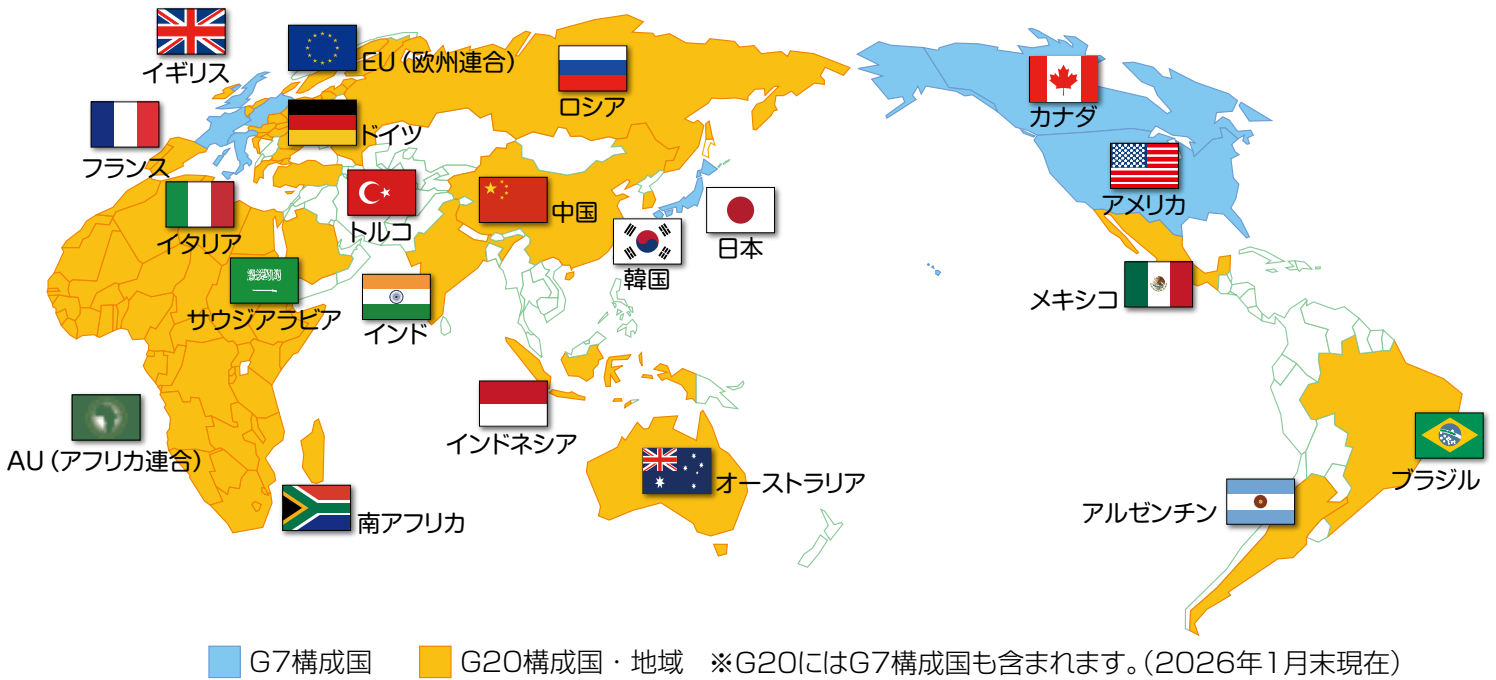 イギリス
EU（欧州連合）
ロシア
カナダ
フランス
ドイツ
アメリカ
イタリア
トルコ
中国
韓国
日本
サウジアラビア
インド
メキシコ
AU（アフリカ連合）
インドネシア
オーストラリア
南アフリカ
アルゼンチン
ブラジル
G7構成国
G20構成国・地域
※G20にはG7構成国も含まれます。（2026年1月末現在）